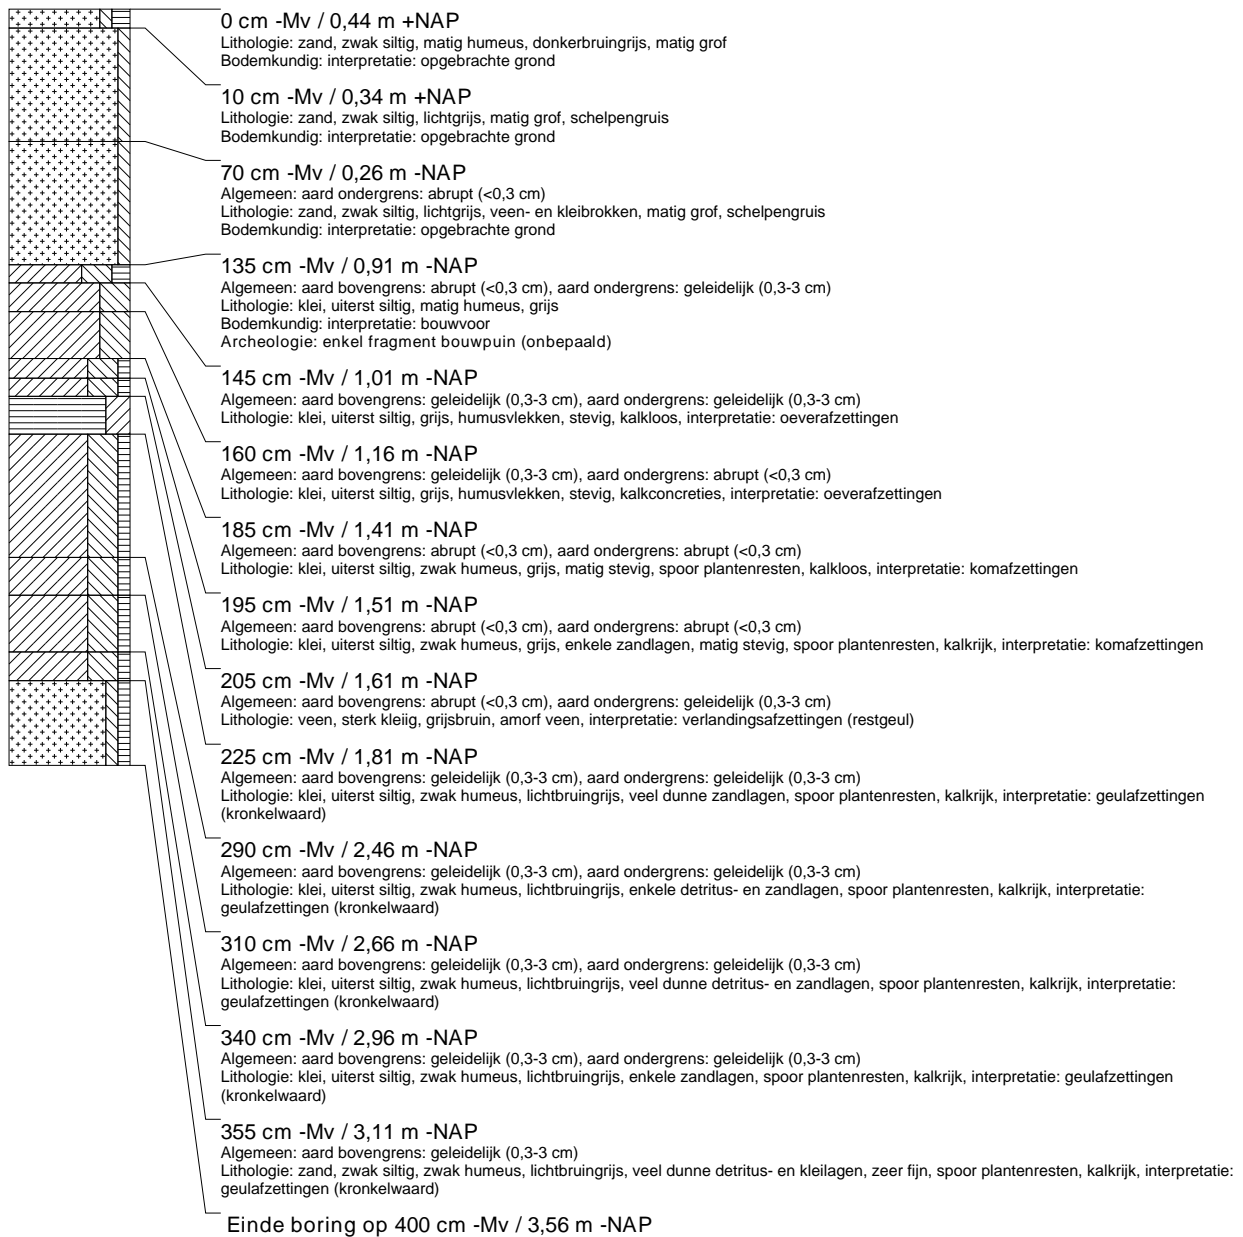 0 cm -Mv / 0,44 m +NAP
Lithologie: zand, zwak siltig, matig humeus, donkerbruingrijs, matig grof
Bodemkundig: interpretatie: opgebrachte grond
10 cm -Mv / 0,34 m +NAP
Lithologie: zand, zwak siltig, lichtgrijs, matig grof, schelpengruis
Bodemkundig: interpretatie: opgebrachte grond
70 cm -Mv / 0,26 m -NAP
Algemeen: aard ondergrens: abrupt (<0,3 cm)
Lithologie: zand, zwak siltig, lichtgrijs, veen- en kleibrokken, matig grof, schelpengruis
Bodemkundig: interpretatie: opgebrachte grond
135 cm -Mv / 0,91 m -NAP
Algemeen: aard bovengrens: abrupt (<0,3 cm), aard ondergrens: geleidelijk (0,3-3 cm)
Lithologie: klei, uiterst siltig, matig humeus, grijs
Bodemkundig: interpretatie: bouwvoor
Archeologie: enkel fragment bouwpuin (onbepaald)
145 cm -Mv / 1,01 m -NAP
Algemeen: aard bovengrens: geleidelijk (0,3-3 cm), aard ondergrens: geleidelijk (0,3-3 cm)
Lithologie: klei, uiterst siltig, grijs, humusvlekken, stevig, kalkloos, interpretatie: oeverafzettingen
160 cm -Mv / 1,16 m -NAP
Algemeen: aard bovengrens: geleidelijk (0,3-3 cm), aard ondergrens: abrupt (<0,3 cm)
Lithologie: klei, uiterst siltig, grijs, humusvlekken, stevig, kalkconcreties, interpretatie: oeverafzettingen
185 cm -Mv / 1,41 m -NAP
Algemeen: aard bovengrens: abrupt (<0,3 cm), aard ondergrens: abrupt (<0,3 cm)
Lithologie: klei, uiterst siltig, zwak humeus, grijs, matig stevig, spoor plantenresten, kalkloos, interpretatie: komafzettingen
195 cm -Mv / 1,51 m -NAP
Algemeen: aard bovengrens: abrupt (<0,3 cm), aard ondergrens: abrupt (<0,3 cm)
Lithologie: klei, uiterst siltig, zwak humeus, grijs, enkele zandlagen, matig stevig, spoor plantenresten, kalkrijk, interpretatie: komafzettingen
205 cm -Mv / 1,61 m -NAP
Algemeen: aard bovengrens: abrupt (<0,3 cm), aard ondergrens: geleidelijk (0,3-3 cm)
Lithologie: veen, sterk kleiig, grijsbruin, amorf veen, interpretatie: verlandingsafzettingen (restgeul)
225 cm -Mv / 1,81 m -NAP
Algemeen: aard bovengrens: geleidelijk (0,3-3 cm), aard ondergrens: geleidelijk (0,3-3 cm)
Lithologie: klei, uiterst siltig, zwak humeus, lichtbruingrijs, veel dunne zandlagen, spoor plantenresten, kalkrijk, interpretatie: geulafzettingen
(kronkelwaard)
290 cm -Mv / 2,46 m -NAP
Algemeen: aard bovengrens: geleidelijk (0,3-3 cm), aard ondergrens: geleidelijk (0,3-3 cm)
Lithologie: klei, uiterst siltig, zwak humeus, lichtbruingrijs, enkele detritus- en zandlagen, spoor plantenresten, kalkrijk, interpretatie:
geulafzettingen (kronkelwaard)
310 cm -Mv / 2,66 m -NAP
Algemeen: aard bovengrens: geleidelijk (0,3-3 cm), aard ondergrens: geleidelijk (0,3-3 cm)
Lithologie: klei, uiterst siltig, zwak humeus, lichtbruingrijs, veel dunne detritus- en zandlagen, spoor plantenresten, kalkrijk, interpretatie:
geulafzettingen (kronkelwaard)
340 cm -Mv / 2,96 m -NAP
Algemeen: aard bovengrens: geleidelijk (0,3-3 cm), aard ondergrens: geleidelijk (0,3-3 cm)
Lithologie: klei, uiterst siltig, zwak humeus, lichtbruingrijs, enkele zandlagen, spoor plantenresten, kalkrijk, interpretatie: geulafzettingen
(kronkelwaard)
355 cm -Mv / 3,11 m -NAP
Algemeen: aard bovengrens: geleidelijk (0,3-3 cm)
Lithologie: zand, zwak siltig, zwak humeus, lichtbruingrijs, veel dunne detritus- en kleilagen, zeer fijn, spoor plantenresten, kalkrijk, interpretatie:
geulafzettingen (kronkelwaard)
Einde boring op 400 cm -Mv / 3,56 m -NAP